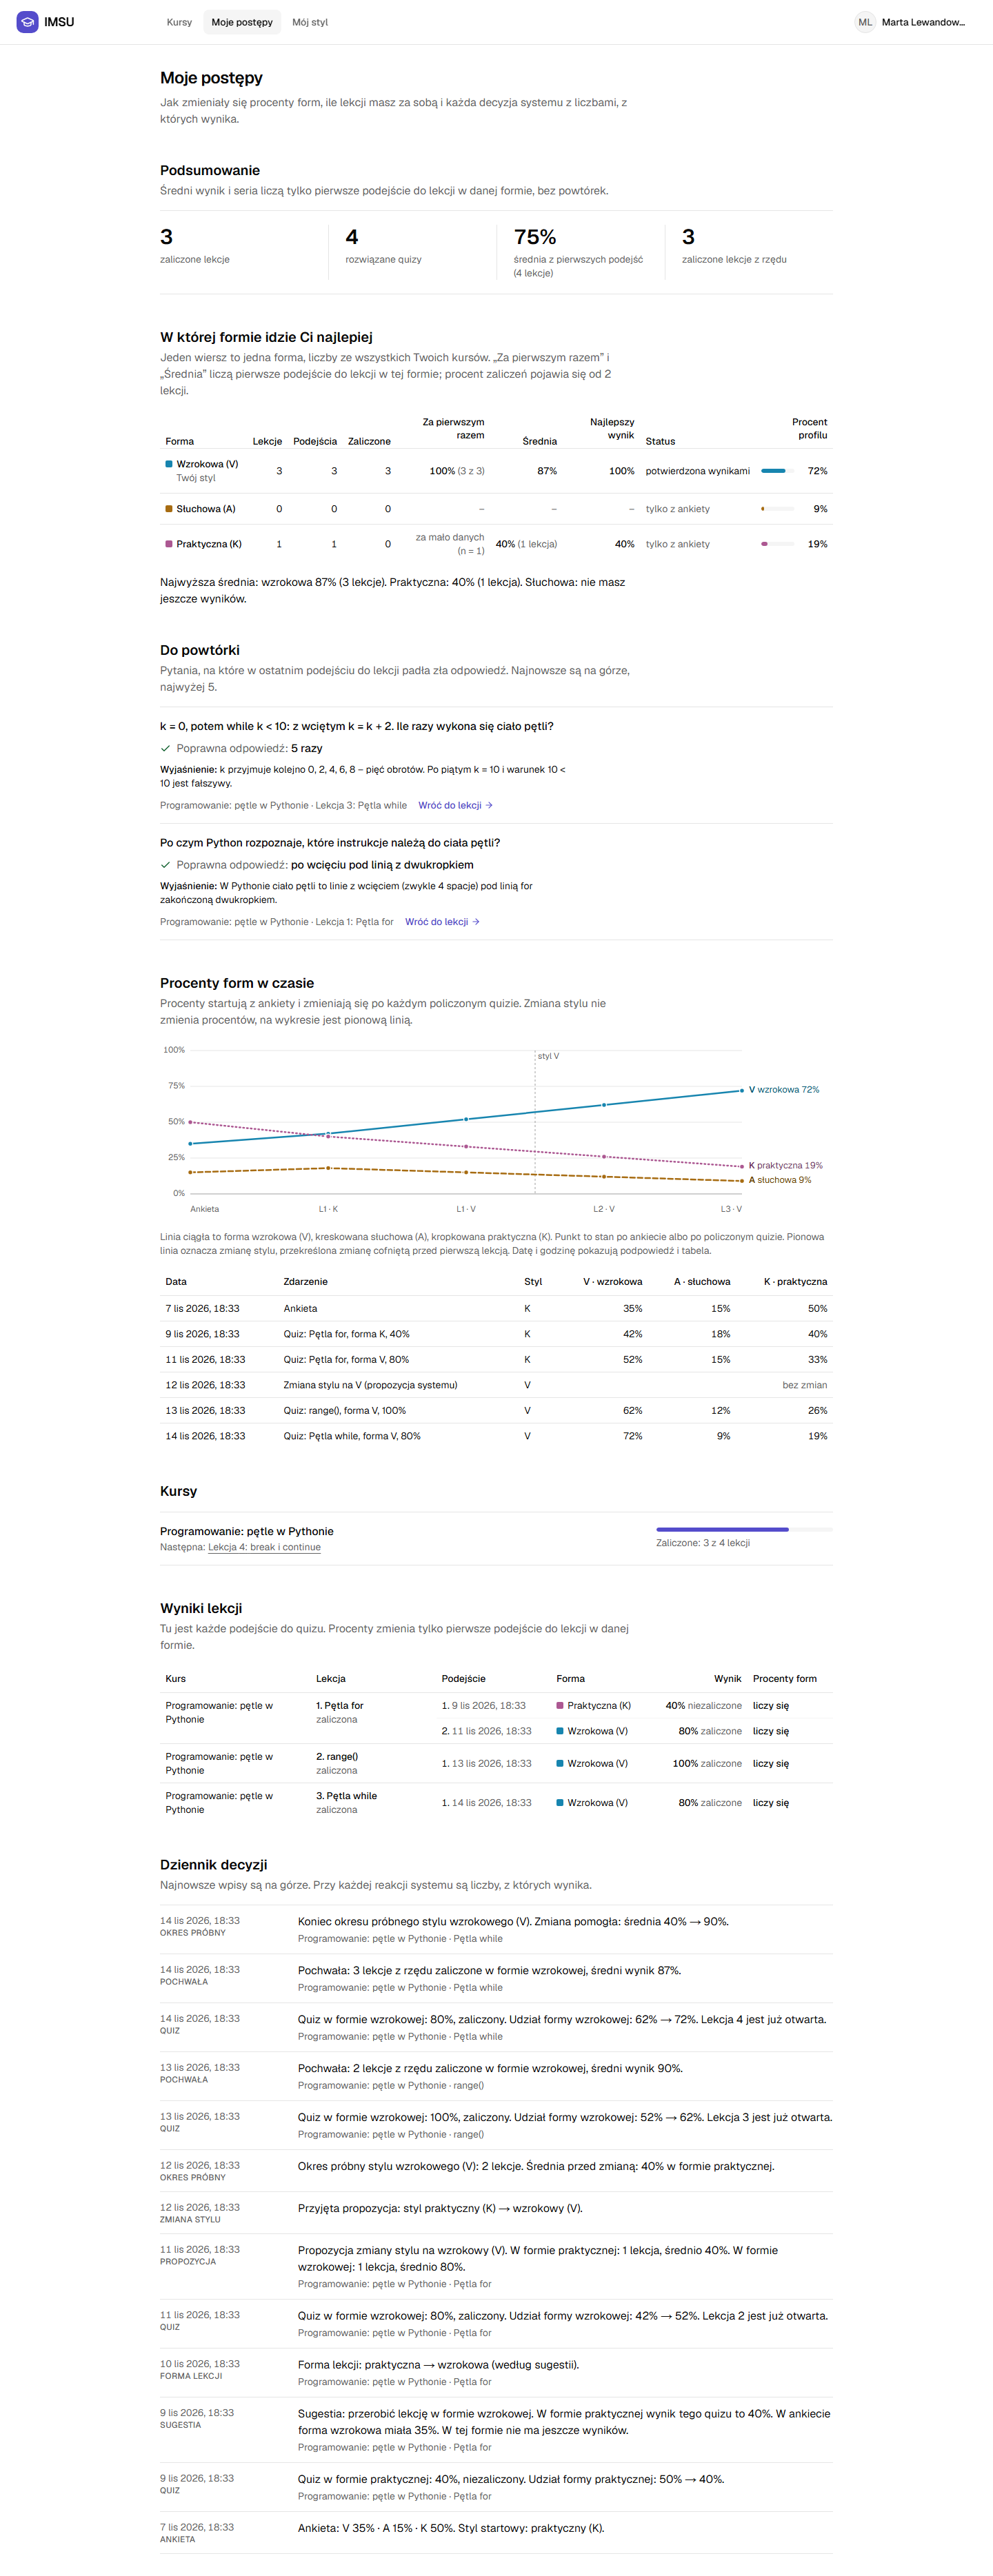 IMSU
Kursy
Moje postępy
Mój styl
ML
Marta Lewandow...
Moje postępy
Jak zmieniały się procenty form, ile lekcji masz za sobą i każda decyzja systemu z liczbami, z
których wynika.
Podsumowanie
Średni wynik i seria liczą tylko pierwsze podejście do lekcji w danej formie, bez powtórek.
3
zaliczone lekcje
4
rozwiązane quizy
75%
średnia z pierwszych podejść
(4 lekcje)
3
zaliczone lekcje z rzędu
W której formie idzie Ci najlepiej
Jeden wiersz to jedna forma, liczby ze wszystkich Twoich kursów. „Za pierwszym razem” i
„Średnia” liczą pierwsze podejście do lekcji w tej formie; procent zaliczeń pojawia się od 2
lekcji.
Forma Lekcje Podejścia Zaliczone Za pierwszym razem Średnia Najlepszy wynik Status Procent profilu
Wzrokowa (V) Twój styl 3 3 3 100% (3 z 3) 87% 100% potwierdzona wynikami 72%
Słuchowa (A) 0 0 0 – – – tylko z ankiety 9%
Praktyczna (K) 1 1 0 za mało danych (n = 1) 40% (1 lekcja) 40% tylko z ankiety 19%
Najwyższa średnia: wzrokowa 87% (3 lekcje). Praktyczna: 40% (1 lekcja). Słuchowa: nie masz
jeszcze wyników.
Do powtórki
Pytania, na które w ostatnim podejściu do lekcji padła zła odpowiedź. Najnowsze są na górze,
najwyżej 5.
k = 0, potem while k < 10: z wciętym k = k + 2. Ile razy wykona się ciało pętli?
Poprawna odpowiedź: 5 razy
Wyjaśnienie: k przyjmuje kolejno 0, 2, 4, 6, 8 – pięć obrotów. Po piątym k = 10 i warunek 10 <
10 jest fałszywy.
Programowanie: pętle w Pythonie · Lekcja 3: Pętla while Wróć do lekcji →
Po czym Python rozpoznaje, które instrukcje należą do ciała pętli?
Poprawna odpowiedź: po wcięciu pod linią z dwukropkiem
Wyjaśnienie: W Pythonie ciało pętli to linie z wcięciem (zwykle 4 spacje) pod linią for
zakończoną dwukropkiem.
Programowanie: pętle w Pythonie · Lekcja 1: Pętla for Wróć do lekcji →
Procenty form w czasie
Procenty startują z ankiety i zmieniają się po każdym policzonym quizie. Zmiana stylu nie
zmienia procentów, na wykresie jest pionową linią.
100%
75%
50%
25%
0%
styl V
V wzrokowa 72%
K praktyczna 19%
A słuchowa 9%
Ankieta L1 · K L1 · V L2 · V L3 · V
Linia ciągła to forma wzrokowa (V), kreskowana słuchowa (A), kropkowana praktyczna (K). Punkt to stan po ankiecie albo po policzonym quizie. Pionowa
linia oznacza zmianę stylu, przekreślona zmianę cofniętą przed pierwszą lekcją. Datę i godzinę pokazują podpowiedź i tabela.
Data Zdarzenie Styl V · wzrokowa A · słuchowa K · praktyczna
7 lis 2026, 18:33 Ankieta K 35% 15% 50%
9 lis 2026, 18:33 Quiz: Pętla for, forma K, 40% K 42% 18% 40%
11 lis 2026, 18:33 Quiz: Pętla for, forma V, 80% K 52% 15% 33%
12 lis 2026, 18:33 Zmiana stylu na V (propozycja systemu) V bez zmian
13 lis 2026, 18:33 Quiz: range(), forma V, 100% V 62% 12% 26%
14 lis 2026, 18:33 Quiz: Pętla while, forma V, 80% V 72% 9% 19%
Kursy
Programowanie: pętle w Pythonie
Następna: Lekcja 4: break i continue
Zaliczone: 3 z 4 lekcji
Wyniki lekcji
Tu jest każde podejście do quizu. Procenty zmienia tylko pierwsze podejście do lekcji w danej
formie.
Kurs Lekcja Podejście Forma Wynik Procenty form
Programowanie: pętle w Pythonie 1. Pętla for zaliczona 1. 9 lis 2026, 18:33 Praktyczna (K) 40% niezaliczone liczy się
2. 11 lis 2026, 18:33 Wzrokowa (V) 80% zaliczone liczy się
Programowanie: pętle w Pythonie 2. range() zaliczona 1. 13 lis 2026, 18:33 Wzrokowa (V) 100% zaliczone liczy się
Programowanie: pętle w Pythonie 3. Pętla while zaliczona 1. 14 lis 2026, 18:33 Wzrokowa (V) 80% zaliczone liczy się
Dziennik decyzji
Najnowsze wpisy są na górze. Przy każdej reakcji systemu są liczby, z których wynika.
14 lis 2026, 18:33
OKRES PRÓBNY
Koniec okresu próbnego stylu wzrokowego (V). Zmiana pomogła: średnia 40% → 90%.
Programowanie: pętle w Pythonie · Pętla while
14 lis 2026, 18:33
POCHWAŁA
Pochwała: 3 lekcje z rzędu zaliczone w formie wzrokowej, średni wynik 87%.
Programowanie: pętle w Pythonie · Pętla while
14 lis 2026, 18:33
QUIZ
Quiz w formie wzrokowej: 80%, zaliczony. Udział formy wzrokowej: 62% → 72%. Lekcja 4 jest już otwarta.
Programowanie: pętle w Pythonie · Pętla while
13 lis 2026, 18:33
POCHWAŁA
Pochwała: 2 lekcje z rzędu zaliczone w formie wzrokowej, średni wynik 90%.
Programowanie: pętle w Pythonie · range()
13 lis 2026, 18:33
QUIZ
Quiz w formie wzrokowej: 100%, zaliczony. Udział formy wzrokowej: 52% → 62%. Lekcja 3 jest już otwarta.
Programowanie: pętle w Pythonie · range()
12 lis 2026, 18:33
OKRES PRÓBNY
Okres próbny stylu wzrokowego (V): 2 lekcje. Średnia przed zmianą: 40% w formie praktycznej.
12 lis 2026, 18:33
ZMIANA STYLU
Przyjęta propozycja: styl praktyczny (K) → wzrokowy (V).
11 lis 2026, 18:33
PROPOZYCJA
Propozycja zmiany stylu na wzrokowy (V). W formie praktycznej: 1 lekcja, średnio 40%. W formie
wzrokowej: 1 lekcja, średnio 80%.
Programowanie: pętle w Pythonie · Pętla for
11 lis 2026, 18:33
QUIZ
Quiz w formie wzrokowej: 80%, zaliczony. Udział formy wzrokowej: 42% → 52%. Lekcja 2 jest już otwarta.
Programowanie: pętle w Pythonie · Pętla for
10 lis 2026, 18:33
FORMA LEKCJI
Forma lekcji: praktyczna → wzrokowa (według sugestii).
Programowanie: pętle w Pythonie · Pętla for
9 lis 2026, 18:33
SUGESTIA
Sugestia: przerobić lekcję w formie wzrokowej. W formie praktycznej wynik tego quizu to 40%. W ankiecie
forma wzrokowa miała 35%. W tej formie nie ma jeszcze wyników.
Programowanie: pętle w Pythonie · Pętla for
9 lis 2026, 18:33
QUIZ
Quiz w formie praktycznej: 40%, niezaliczony. Udział formy praktycznej: 50% → 40%.
Programowanie: pętle w Pythonie · Pętla for
7 lis 2026, 18:33
ANKIETA
Ankieta: V 35% · A 15% · K 50%. Styl startowy: praktyczny (K).